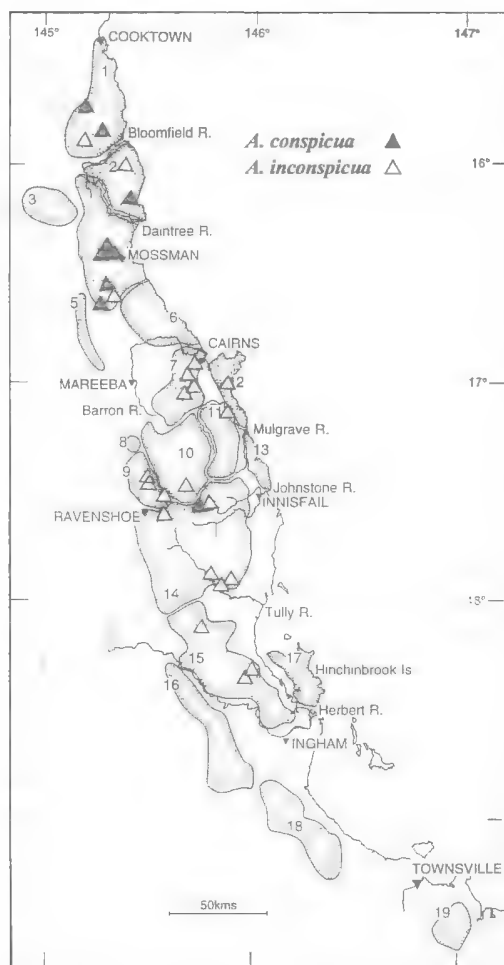 145° 146° 147°
COOKTOWN
1
Bloomfield R.
A. conspicua
A. inconspicua
2
16°
3
Daintree R.
MOSSMAN
5
6
CAIRNS
7
MAREEBA
12
17°
Barron R.
11
Mulgrave R.
8
10
13
9
Johnstone R.
INNISFAIL
RAVENSHOE
14
18°
Tully R.
15
17
Hinchinbrook Is
16
Herbert R.
INGHAM
18
TOWNSVILLE
50kms
19